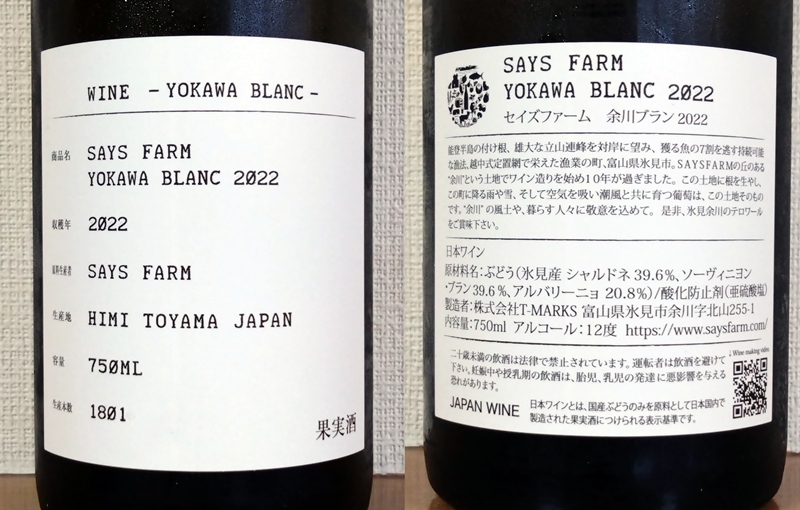 WINE – YOKAWA BLANC –
商品名 SAYS FARM
YOKAWA BLANC 2022
収穫年 2022
原料生産者 SAYS FARM
生産地 HIMI TOYAMA JAPAN
容量 750ML
生産本数 1801
果実酒
SAYS FARM
YOKAWA BLANC 2022
セイズファーム 余川ブラン 2022
能登半島の付け根、雄大な立山連峰を対岸に望み、獲る魚の7割を逃す持続可能
な漁法、越中式定置網で栄えた漁業の町、富山県氷見市。SAYSFARMの丘のある
"余川"という土地でワイン造りを始め10年が過ぎました。この土地に根を生やし、
この町に降る雨や雪、そして空気を吸い潮風と共に育つ葡萄は、この土地そのもの
です。"余川"の風土や、暮らす人々に敬意を込めて。是非、氷見余川のテロワール
をご賞味下さい。
日本ワイン
原材料名:ぶどう(氷見産 シャルドネ 39.6%、ソーヴィニヨン
・ブラン39.6%、アルバリーニョ 20.8%)/酸化防止剤(亜硫酸塩)
製造者:株式会社T-MARKS 富山県氷見市余川字北山255-1
内容量:750ml アルコール:12度 https://www.saysfarm.com/
↓Wine making video
二十歳未満の飲酒は法律で禁止されています。運転者は飲酒を避けて
下さい。妊娠中や授乳期の飲酒は、胎児、乳児の発達に悪影響を与える
恐れがあります。
JAPAN WINE 日本ワインとは、国産ぶどうのみを原料として日本国内で
製造された果実酒につけられる表示基準です。